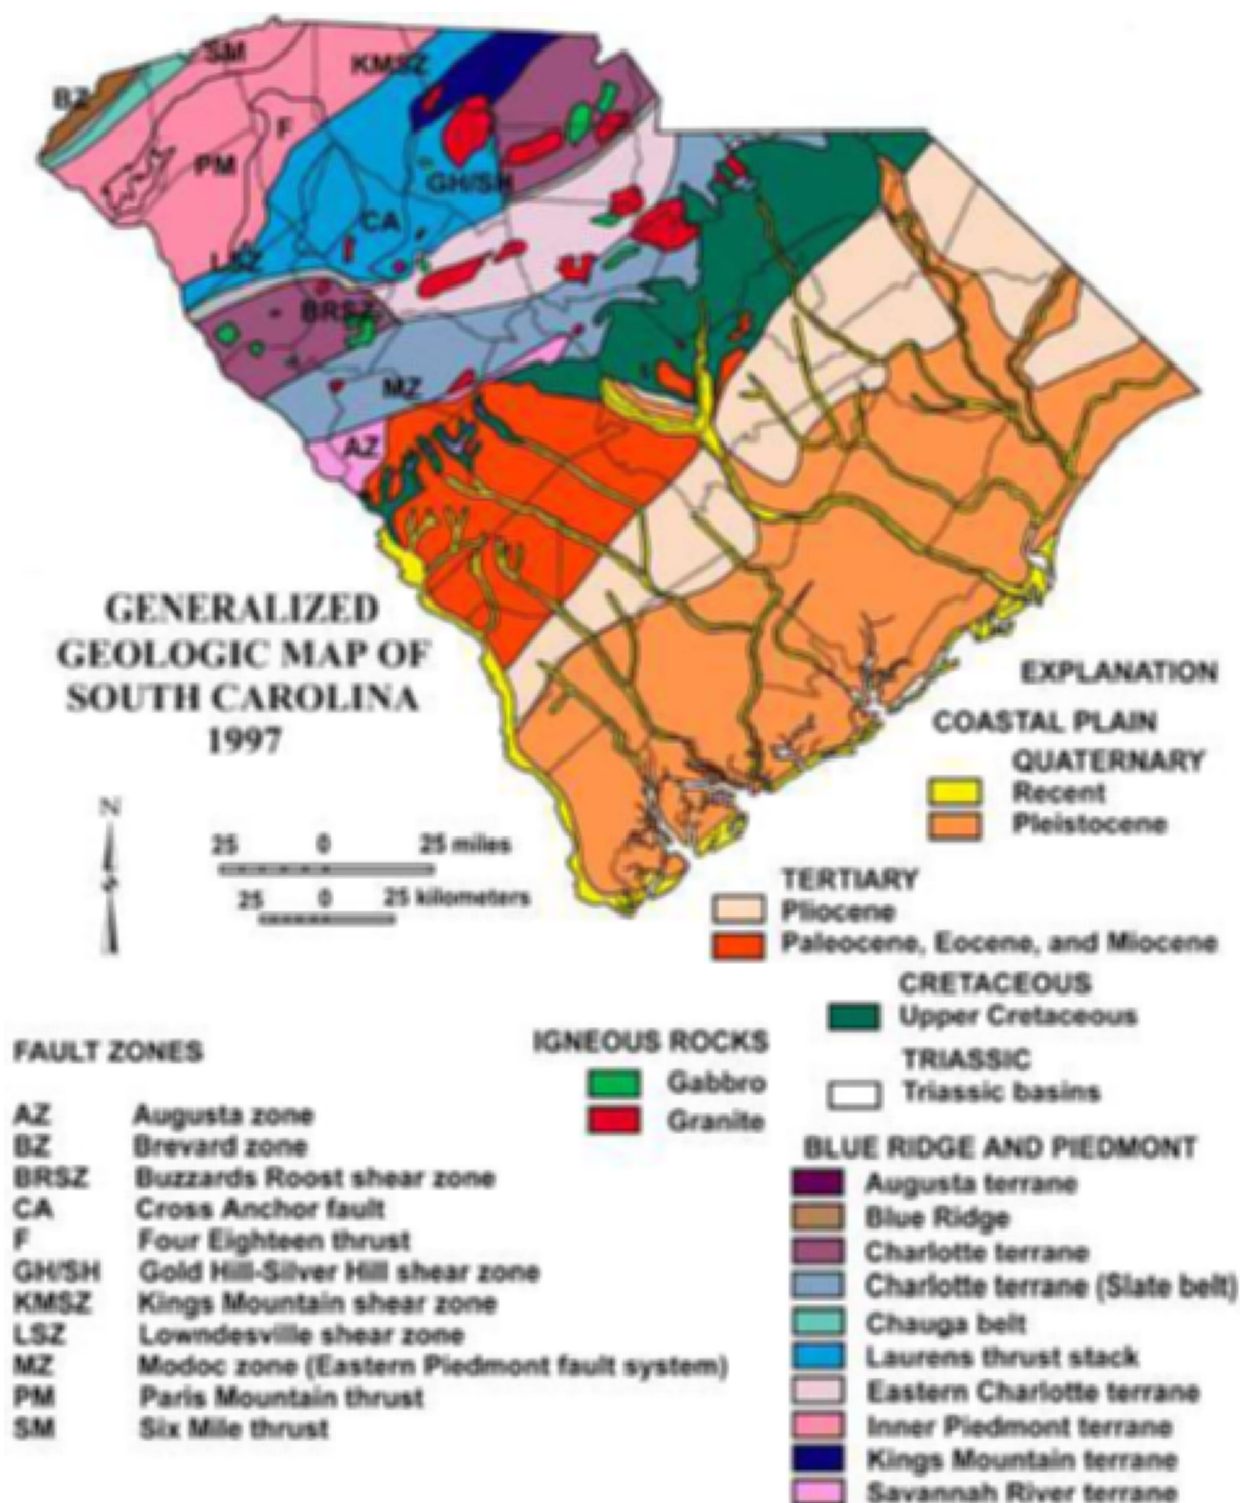 SM
KMSZ
BZ
F
PM
GH/SH
CA
LSZ
BRSZ
MZ
AZ
GENERALIZED
GEOLOGIC MAP OF
SOUTH CAROLINA
1997
N
25 0 25 miles
25 0 25 kilometers
EXPLANATION
COASTAL PLAIN
QUATERNARY
Recent
Pleistocene
TERTIARY
Pliocene
Paleocene, Eocene, and Miocene
CRETACEOUS
Upper Cretaceous
TRIASSIC
Triassic basins
IGNEOUS ROCKS
Gabbro
Granite
FAULT ZONES
AZ Augusta zone
BZ Brevard zone
BRSZ Buzzards Roost shear zone
CA Cross Anchor fault
F Four Eighteen thrust
GH/SH Gold Hill-Silver Hill shear zone
KMSZ Kings Mountain shear zone
LSZ Lowndesville shear zone
MZ Modoc zone (Eastern Piedmont fault system)
PM Paris Mountain thrust
SM Six Mile thrust
BLUE RIDGE AND PIEDMONT
Augusta terrane
Blue Ridge
Charlotte terrane
Charlotte terrane (Slate belt)
Chauga belt
Laurens thrust stack
Eastern Charlotte terrane
Inner Piedmont terrane
Kings Mountain terrane
Savannah River terrane